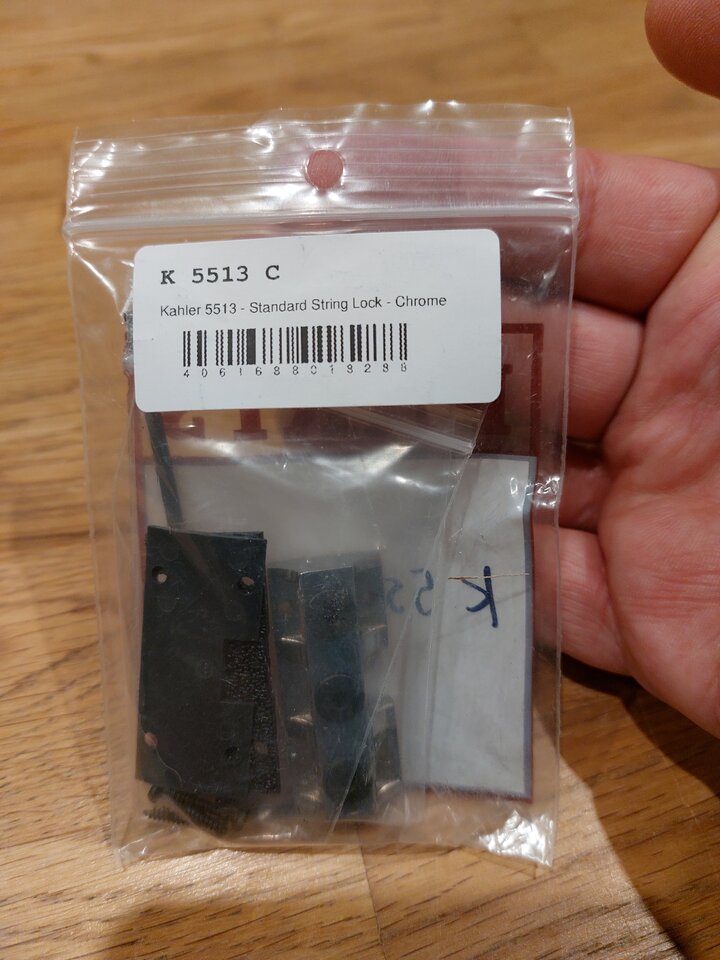 K 5513 C
Kahler 5513 - Standard String Lock - Chrome
4061688018288